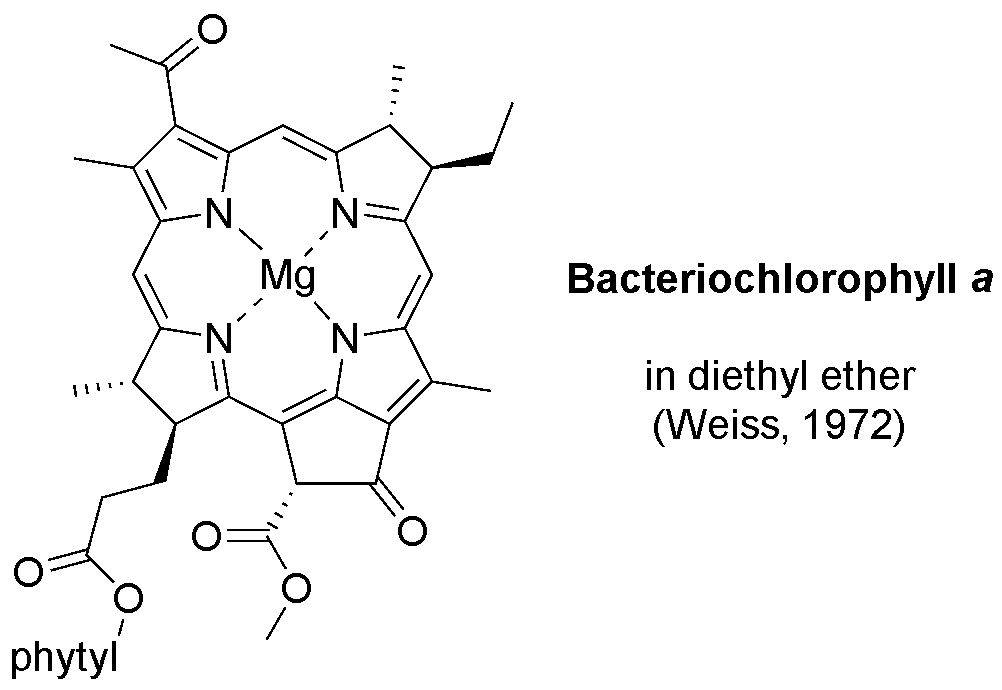 O
N
N
Mg
N
N
Bacteriochlorophyll a
in diethyl ether
(Weiss, 1972)
O
O
O
O
O
phytyl